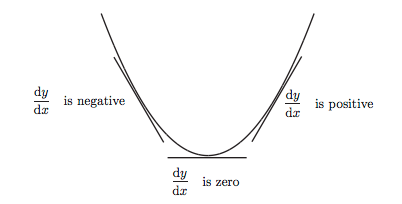 dy/dx is negative
dy/dx is positive
dy/dx is zero